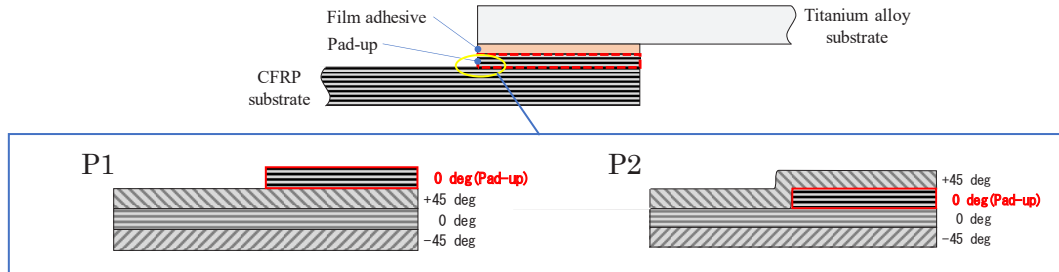 Film adhesive
Pad-up
Titanium alloy
substrate
CFRP
substrate
P1
0 deg(Pad-up)
+45 deg
0 deg
-45 deg
P2
+45 deg
0 deg(Pad-up)
0 deg
-45 deg